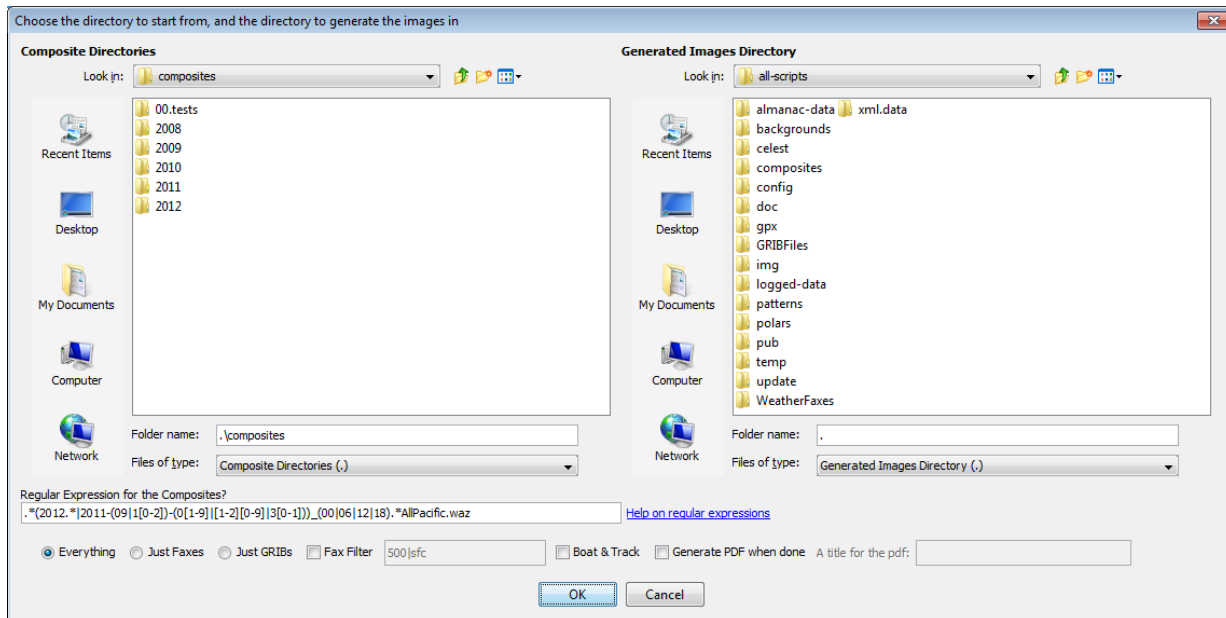 Choose the directory to start from, and the directory to generate the images in
Composite Directories
Look in: composites
Recent Items
Desktop
My Documents
Computer
Network
00.tests
2008
2009
2010
2011
2012
Folder name: .\composites
Files of type: Composite Directories (.)
Generated Images Directory
Look in: all-scripts
Recent Items
Desktop
My Documents
Computer
Network
almanac-data xml.data
backgrounds
celest
composites
config
doc
gpx
GRIBFiles
img
logged-data
patterns
polars
pub
temp
update
WeatherFaxes
Folder name: .
Files of type: Generated Images Directory (.)
Regular Expression for the Composites?
.*(2012.*|2011-(09|1[0-2])-(0[1-9]|[1-2][0-9]|3[0-1]))_(00|06|12|18).*AllPacific.waz Help on regular expressions
Everything Just Faxes Just GRIBs Fax Filter 500|sfc Boat & Track Generate PDF when done A title for the pdf:
OK Cancel